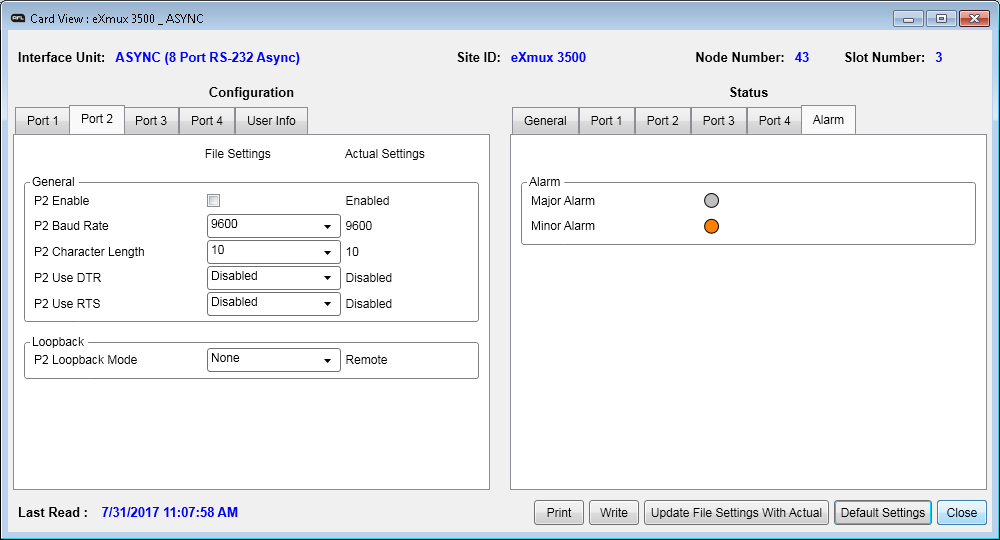 AFL Card View : eXmux 3500 _ ASYNC
Interface Unit: ASYNC (8 Port RS-232 Async) Site ID: eXmux 3500 Node Number: 43 Slot Number: 3
Configuration
Port 1 Port 2 Port 3 Port 4 User Info
File Settings Actual Settings
General
P2 Enable Enabled
P2 Baud Rate 9600 9600
P2 Character Length 10 10
P2 Use DTR Disabled Disabled
P2 Use RTS Disabled Disabled
Loopback
P2 Loopback Mode None Remote
Status
General Port 1 Port 2 Port 3 Port 4 Alarm
Alarm
Major Alarm
Minor Alarm
Last Read : 7/31/2017 11:07:58 AM
Print Write Update File Settings With Actual Default Settings Close